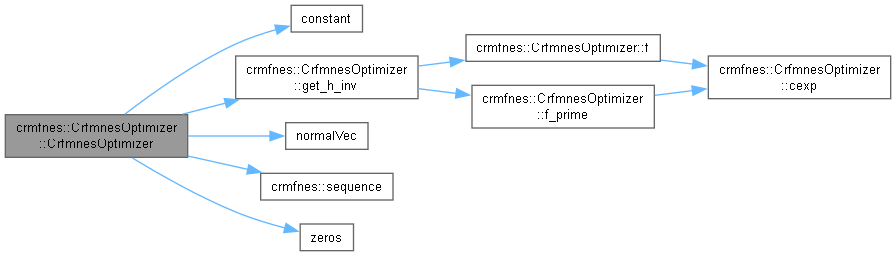 constant
crmfnes::CrfmnesOptimizer
::get_h_inv
crmfnes::CrfmnesOptimizer::f
crmfnes::CrfmnesOptimizer
::cexp
crmfnes::CrfmnesOptimizer
::f_prime
crmfnes::CrfmnesOptimizer
::CrfmnesOptimizer
normalVec
crmfnes::sequence
zeros